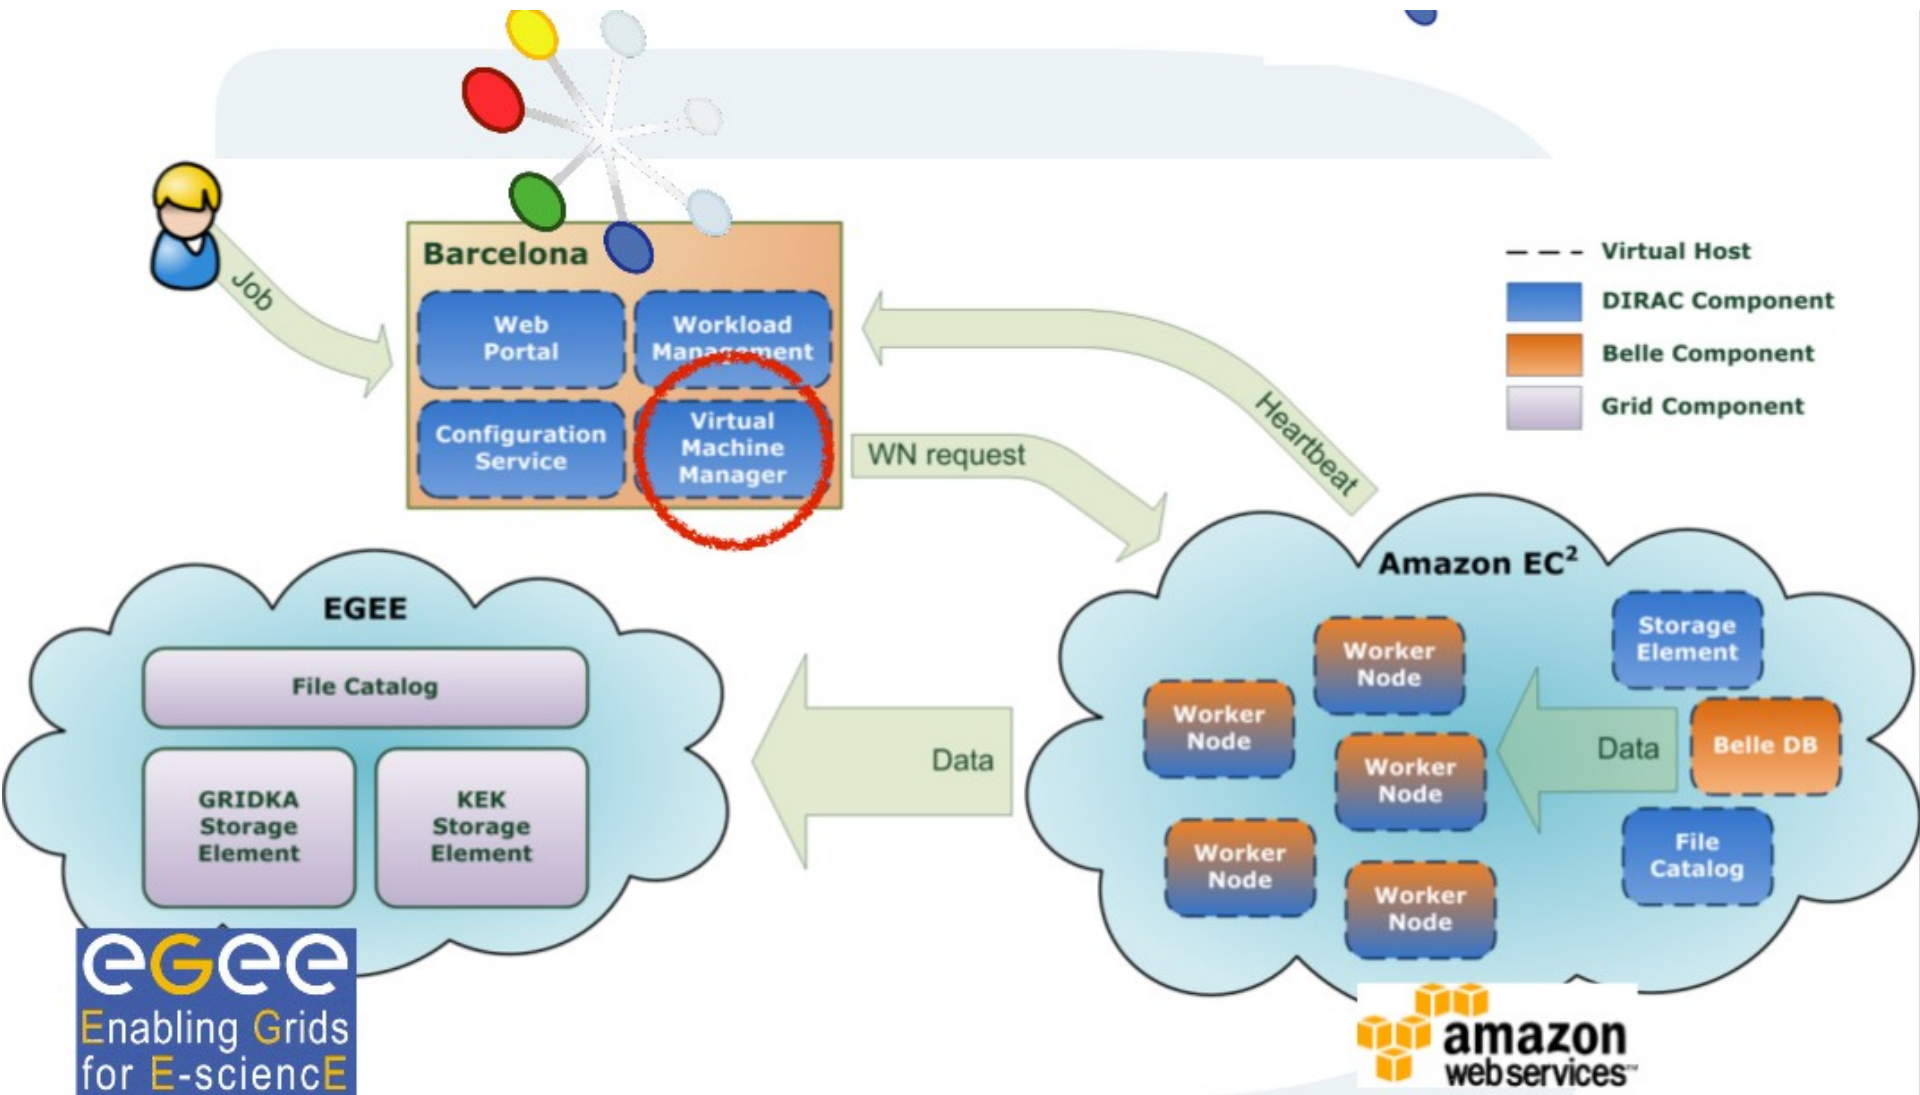 Job
Barcelona
Web
Portal
Workload
Management
Configuration
Service
Virtual
Machine
Manager
WN request
Heartbeat
Virtual Host
DIRAC Component
Belle Component
Grid Component
EGEE
File Catalog
GRIDKA
Storage
Element
KEK
Storage
Element
Data
Amazon EC²
Worker
Node
Worker
Node
Worker
Node
Worker
Node
Worker
Node
Storage
Element
Data
Belle DB
File
Catalog
eGee
Enabling Grids
for E-sciencE
amazon
webservices™